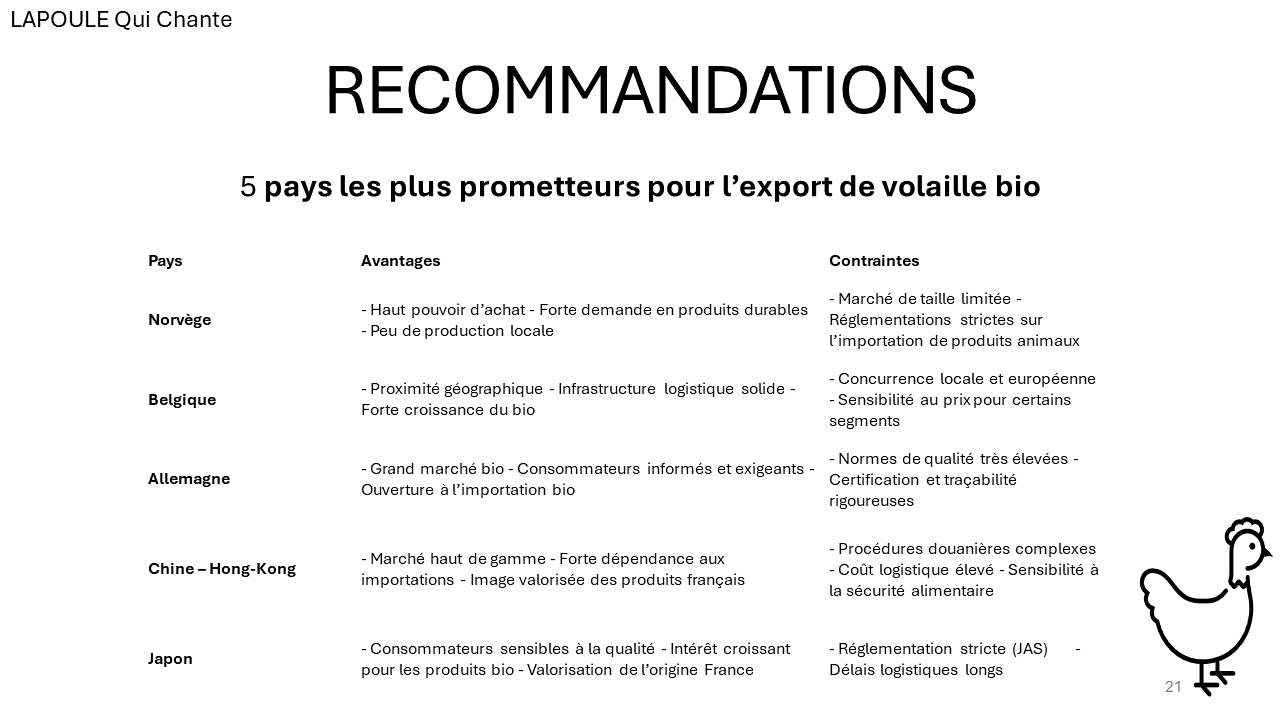 LAPOULE Qui Chante
RECOMMANDATIONS
5 pays les plus prometteurs pour l’export de volaille bio
Pays Avantages Contraintes
Norvège
- Haut pouvoir d’achat - Forte demande en produits durables
- Peu de production locale
- Marché de taille limitée -
Réglementations strictes sur
l’importation de produits animaux
Belgique
- Proximité géographique - Infrastructure logistique solide -
Forte croissance du bio
- Concurrence locale et européenne
- Sensibilité au prix pour certains
segments
Allemagne
- Grand marché bio - Consommateurs informés et exigeants -
Ouverture à l’importation bio
- Normes de qualité très élevées -
Certification et traçabilité
rigoureuses
Chine – Hong-Kong
- Marché haut de gamme - Forte dépendance aux
importations - Image valorisée des produits français
- Procédures douanières complexes
- Coût logistique élevé - Sensibilité à
la sécurité alimentaire
Japon
- Consommateurs sensibles à la qualité - Intérêt croissant
pour les produits bio - Valorisation de l’origine France
- Réglementation stricte (JAS) -
Délais logistiques longs
21